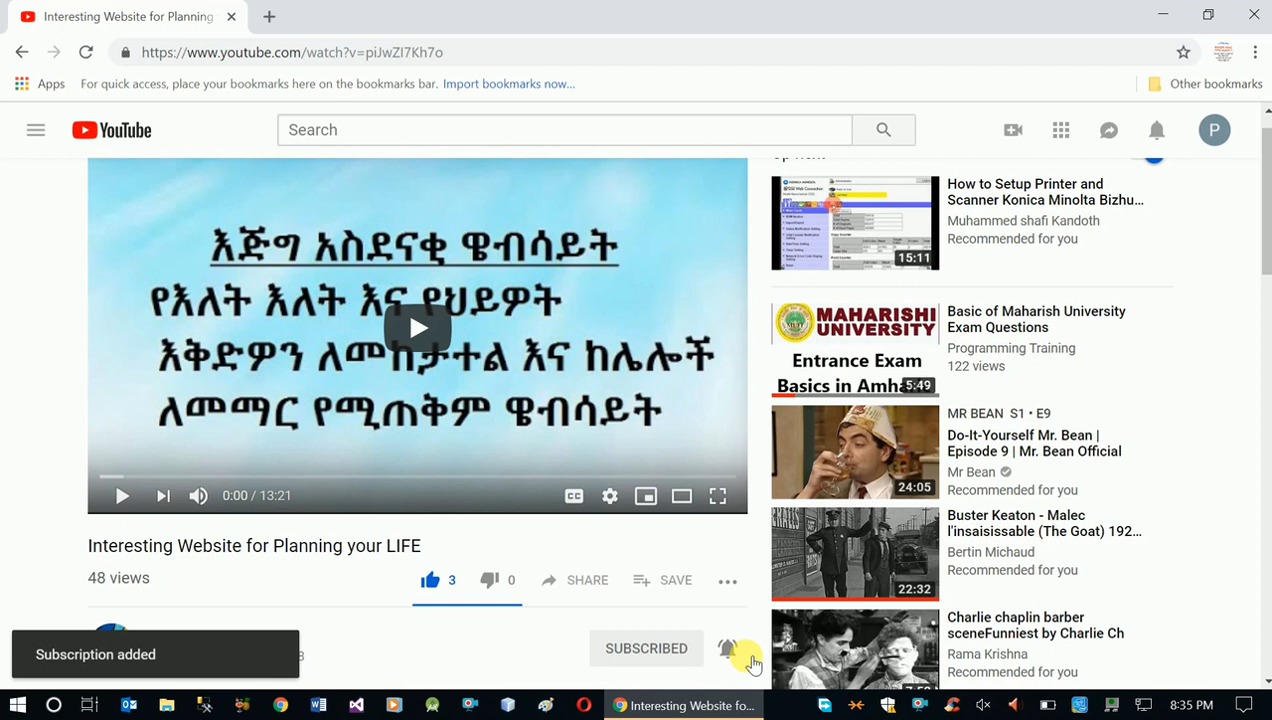 Interesting Website for Planning
https://www.youtube.com/watch?v=piJwZI7Kh7o
Apps For quick access, place your bookmarks here on the bookmarks bar. Import bookmarks now... Other bookmarks
YouTube
Search
P
እጅግ አስደናቂ ዌብሳይት
የእለት እለት እና የህይዎት
እቅድዎን ለመከታተል እና ከሌሎች
ለመማር የሚጠቅም ዌብሳይት
0:00 / 13:21
CC
Interesting Website for Planning your LIFE
48 views
3 0 SHARE SAVE
Subscription added
SUBSCRIBED
KONICA MINOLTA
15:11
How to Setup Printer and
Scanner Konica Minolta Bizhu...
Muhammed shafi Kandoth
Recommended for you
MAHARISHI
UNIVERSITY
Entrance Exam
Basics in Amha
5:49
Basic of Maharish University
Exam Questions
Programming Training
122 views
24:05
MR BEAN S1 • E9
Do-It-Yourself Mr. Bean |
Episode 9 | Mr. Bean Official
Mr Bean
Recommended for you
22:32
Buster Keaton - Malec
l'insaisissable (The Goat) 192...
Bertin Michaud
Recommended for you
Charlie chaplin barber
sceneFunniest by Charlie Ch
Rama Krishna
Recommended for you
Interesting Website fo...
8:35 PM